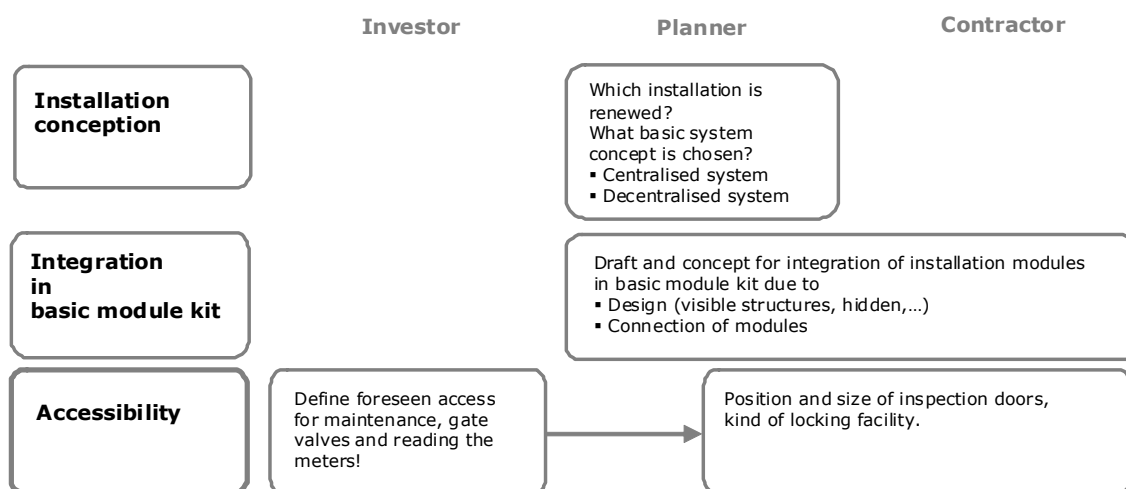 Investor
Planner
Contractor
Installation
conception
Which installation is
renewed?
What basic system
concept is chosen?
▪ Centralised system
▪ Decentralised system
Integration
in
basic module kit
Draft and concept for integration of installation modules
in basic module kit due to
▪ Design (visible structures, hidden,…)
▪ Connection of modules
Accessibility
Define foreseen access
for maintenance, gate
valves and reading the
meters!
Position and size of inspection doors,
kind of locking facility.